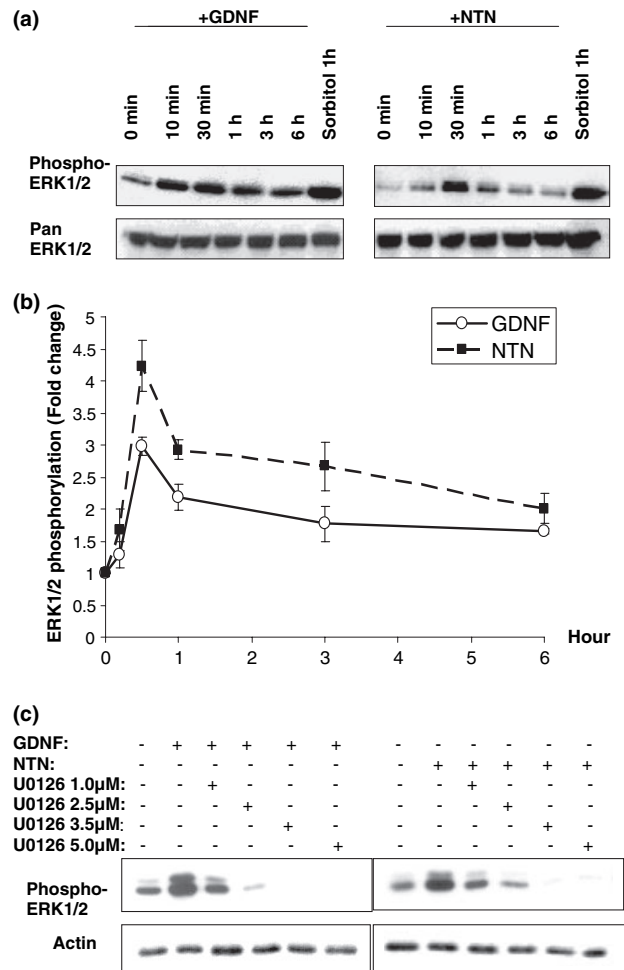 (a)
+GDNF
+NTN
0 min
10 min
30 min
1 h
3 h
6 h
Sorbitol 1h
0 min
10 min
30 min
1 h
3 h
6 h
Sorbitol 1h
Phospho-
ERK1/2
Pan
ERK1/2
(b)
ERK1/2 phosphorylation (Fold change)
5
4.5
4
3.5
3
2.5
2
1.5
1
0.5
0
GDNF
NTN
0 1 2 3 4 5 6
Hour
(c)
GDNF: - + + + + + - - - - - -
NTN: - - - - - - - + + + + +
U0126 1.0µM: - - + - - - - - + - - -
U0126 2.5µM: - - - + - - - - - + - -
U0126 3.5µM: - - - - + - - - - - + -
U0126 5.0µM: - - - - - + - - - - - +
Phospho-
ERK1/2
Actin